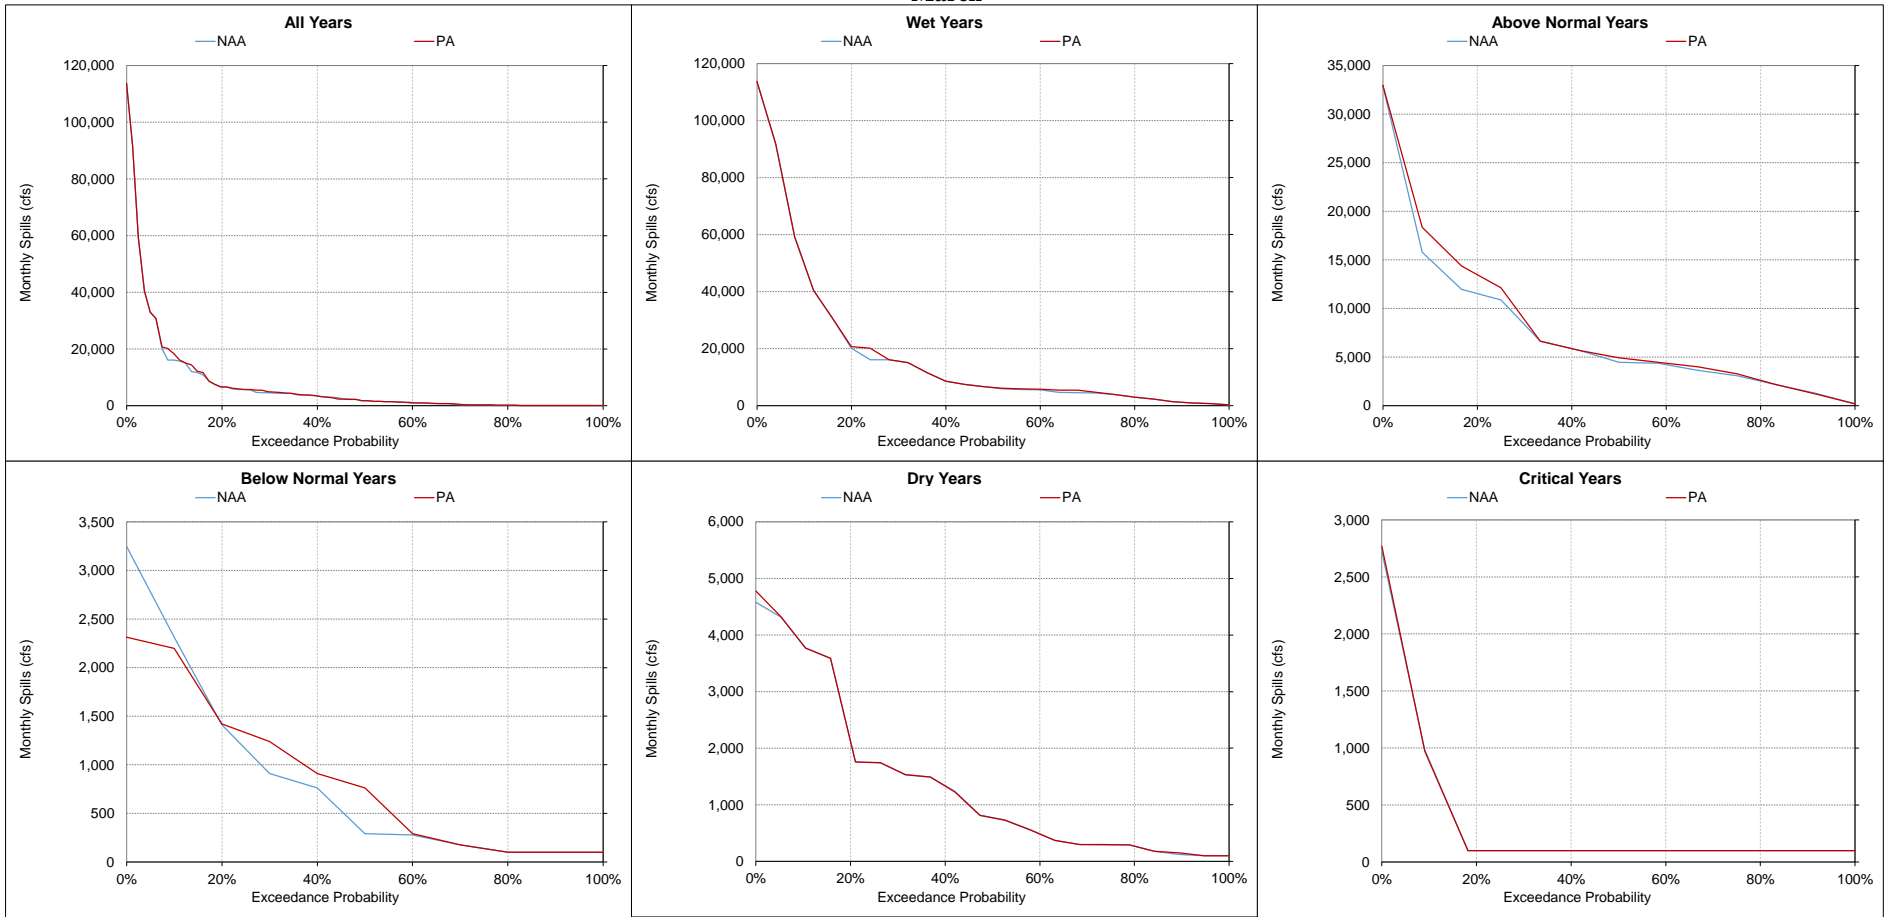 All Years
NAA PA
120,000
100,000
80,000
60,000
40,000
20,000
0
Monthly Spills (cfs)
0% 20% 40% 60% 80% 100%
Exceedance Probability
Wet Years
NAA PA
120,000
100,000
80,000
60,000
40,000
20,000
0
Monthly Spills (cfs)
0% 20% 40% 60% 80% 100%
Exceedance Probability
Above Normal Years
NAA PA
35,000
30,000
25,000
20,000
15,000
10,000
5,000
0
Monthly Spills (cfs)
0% 20% 40% 60% 80% 100%
Exceedance Probability
Below Normal Years
NAA PA
3,500
3,000
2,500
2,000
1,500
1,000
500
0
Monthly Spills (cfs)
0% 20% 40% 60% 80% 100%
Exceedance Probability
Dry Years
NAA PA
6,000
5,000
4,000
3,000
2,000
1,000
0
Monthly Spills (cfs)
0% 20% 40% 60% 80% 100%
Exceedance Probability
Critical Years
NAA PA
3,000
2,500
2,000
1,500
1,000
500
0
Monthly Spills (cfs)
0% 20% 40% 60% 80% 100%
Exceedance Probability